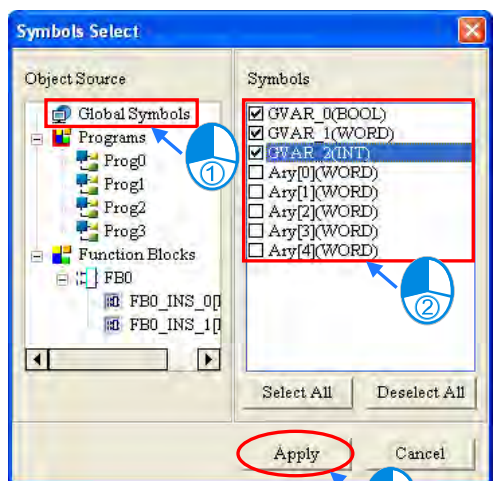 Symbols Select
Object Source
Symbols
Global Symbols
Programs
Prog0
Prog1
Prog2
Prog3
Function Blocks
FB0
FB0_INS_0[
FB0_INS_1[
GVAR_0(BOOL)
GVAR_1(WORD)
GVAR_2(INT)
Ary[0](WORD)
Ary[1](WORD)
Ary[2](WORD)
Ary[3](WORD)
Ary[4](WORD)
1
2
Select All
Deselect All
Apply
Cancel